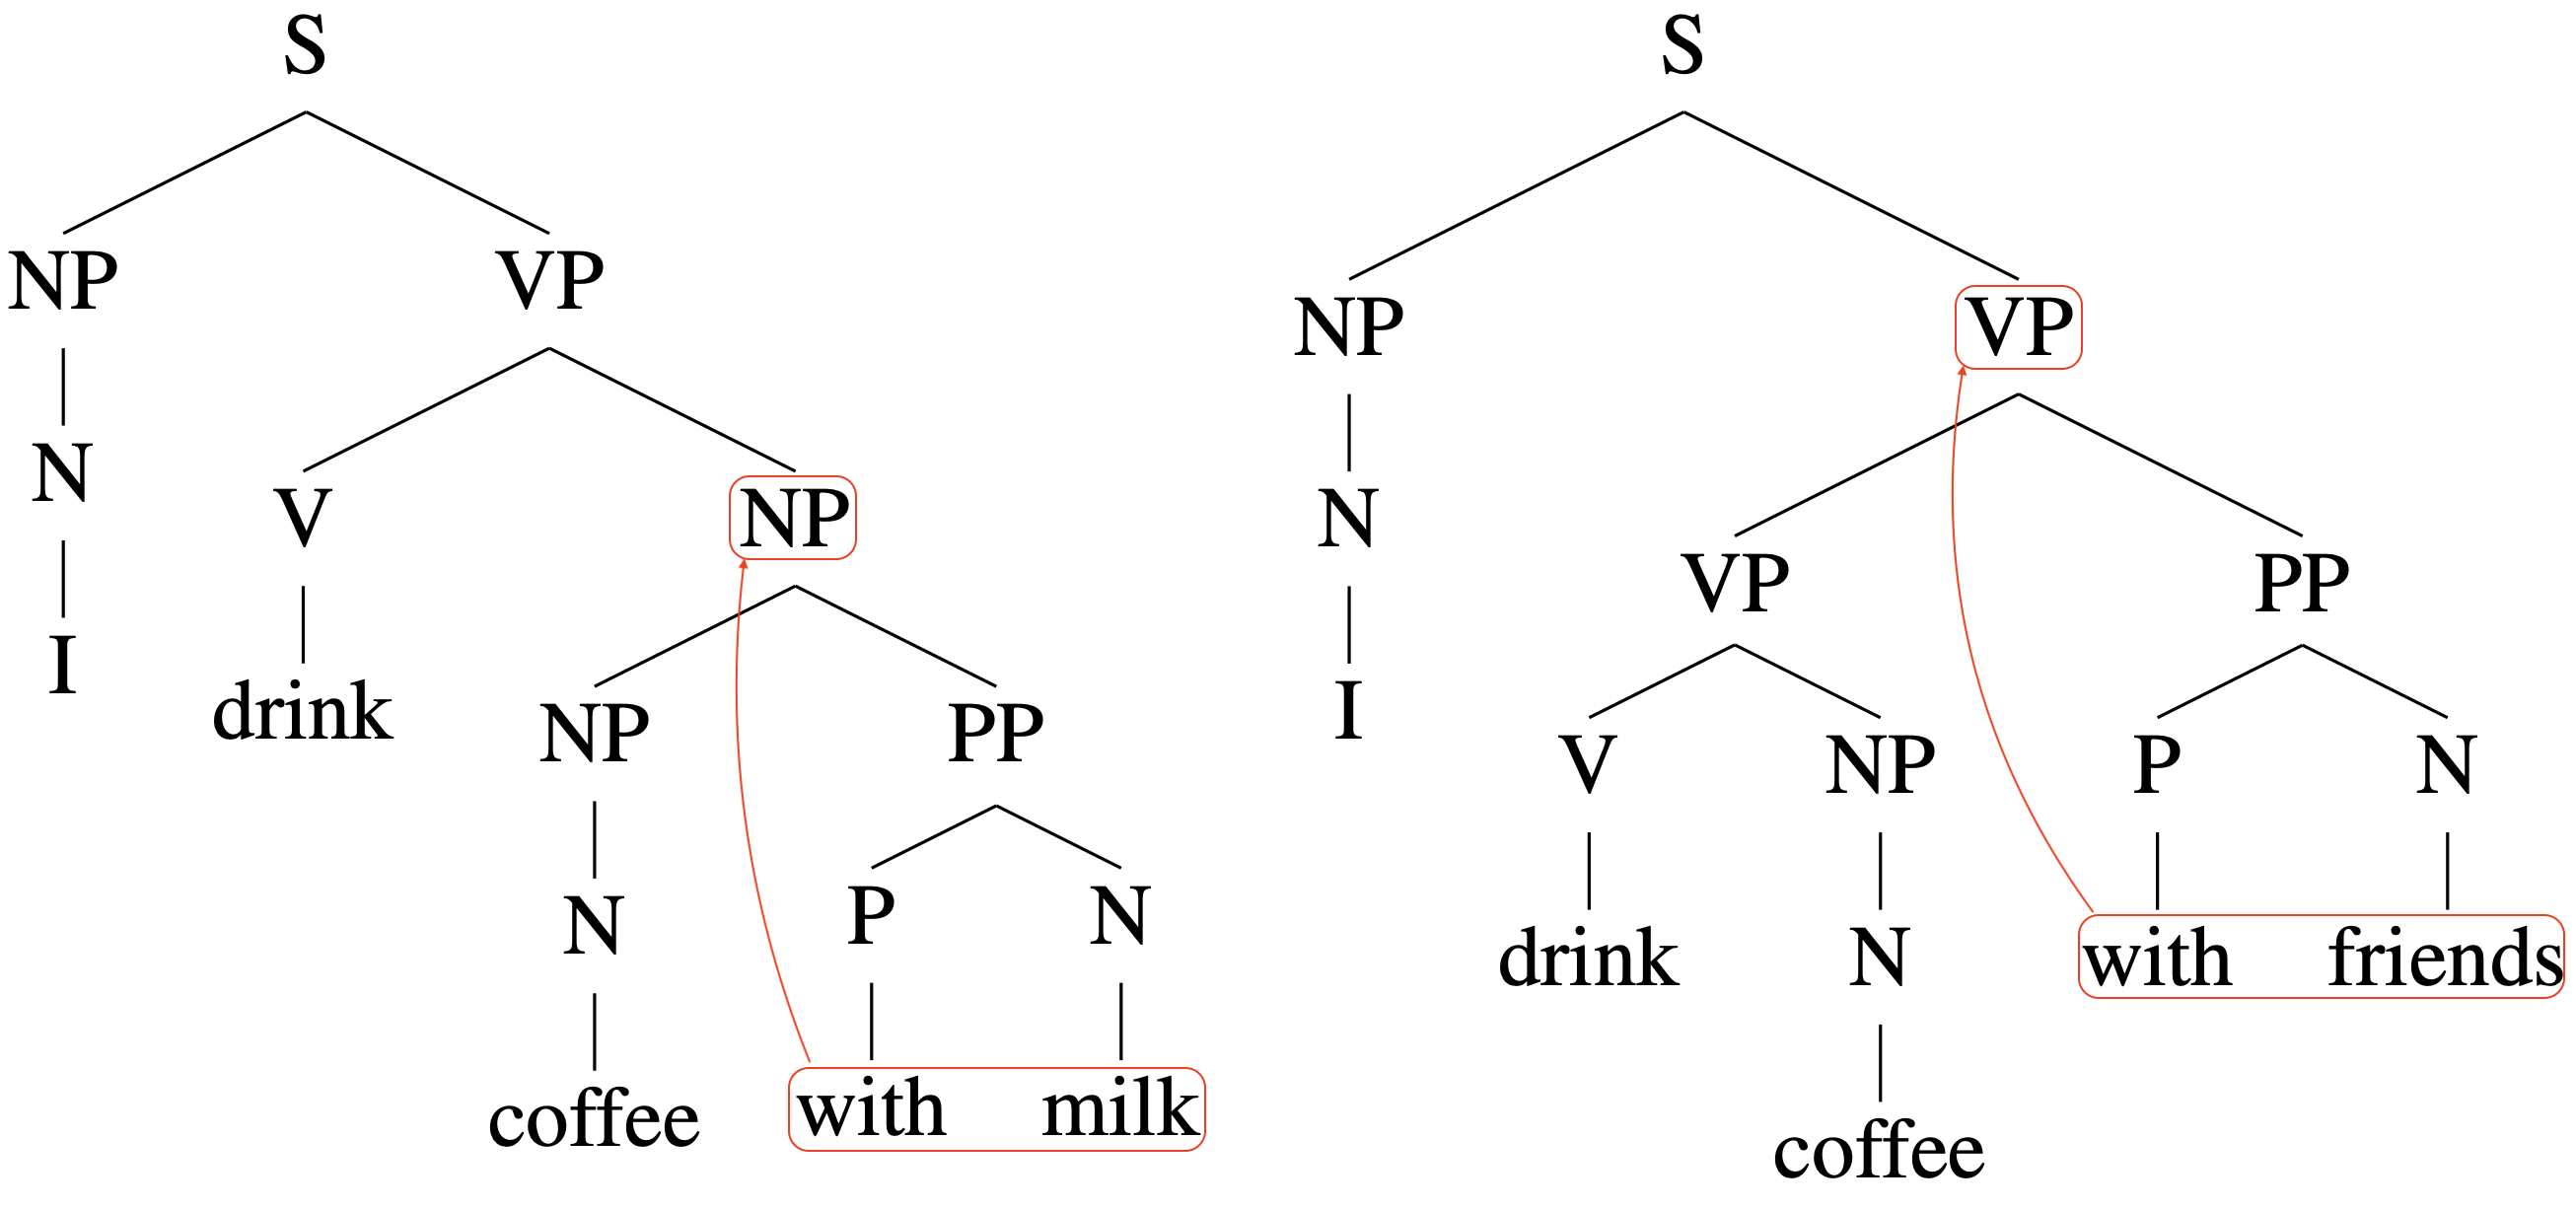 S
NP VP
N V NP
I drink NP PP
N P N
coffee with milk
S
NP VP
N VP PP
I V NP P N
drink N with friends
coffee